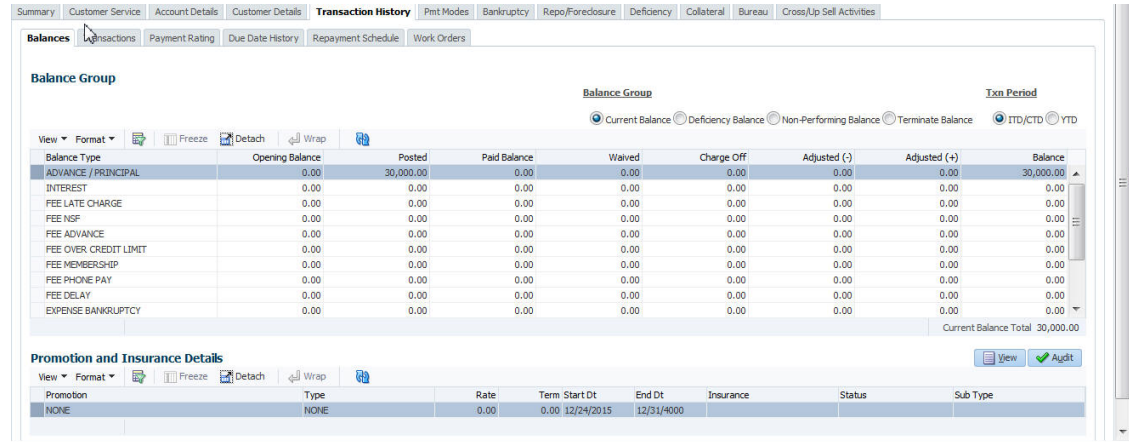 Summary Customer Service Account Details Customer Details Transaction History Pmt Modes Bankruptcy Repo/Foreclosure Deficiency Collateral Bureau Cross/Up Sell Activities
Balances Transactions Payment Rating Due Date History Repayment Schedule Work Orders
Balance Group
Balance Group Txn Period
Current Balance Deficiency Balance Non-Performing Balance Terminate Balance ITD/CTD YTD
View Format Freeze Detach Wrap
Balance Type Opening Balance Posted Paid Balance Waived Charge Off Adjusted (-) Adjusted (+) Balance
ADVANCE / PRINCIPAL 0.00 30,000.00 0.00 0.00 0.00 0.00 0.00 30,000.00
INTEREST 0.00 0.00 0.00 0.00 0.00 0.00 0.00 0.00
FEE LATE CHARGE 0.00 0.00 0.00 0.00 0.00 0.00 0.00 0.00
FEE NSF 0.00 0.00 0.00 0.00 0.00 0.00 0.00 0.00
FEE ADVANCE 0.00 0.00 0.00 0.00 0.00 0.00 0.00 0.00
FEE OVER CREDIT LIMIT 0.00 0.00 0.00 0.00 0.00 0.00 0.00 0.00
FEE MEMBERSHIP 0.00 0.00 0.00 0.00 0.00 0.00 0.00 0.00
FEE PHONE PAY 0.00 0.00 0.00 0.00 0.00 0.00 0.00 0.00
FEE DELAY 0.00 0.00 0.00 0.00 0.00 0.00 0.00 0.00
EXPENSE BANKRUPTCY 0.00 0.00 0.00 0.00 0.00 0.00 0.00 0.00
Current Balance Total 30,000.00
Promotion and Insurance Details View Audit
View Format Freeze Detach Wrap
Promotion Type Rate Term Start Dt End Dt Insurance Status Sub Type
NONE NONE 0.00 0.00 12/24/2015 12/31/4000